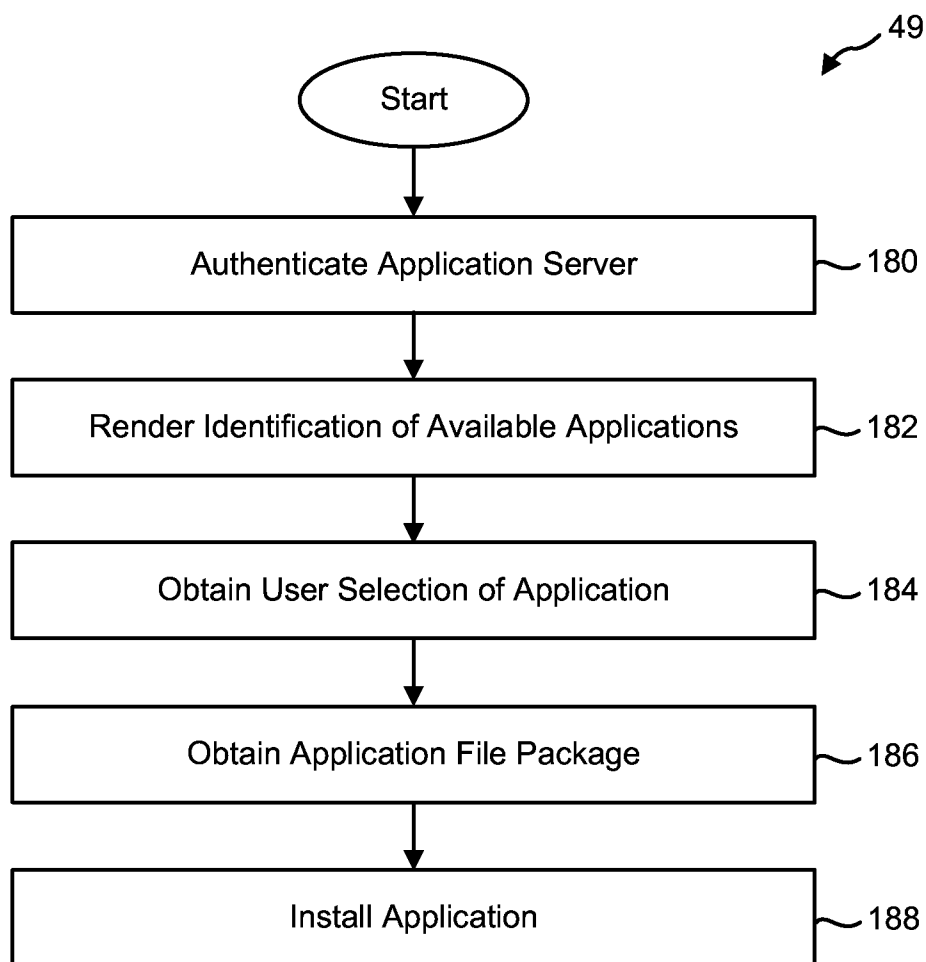 49
Start
Authenticate Application Server
180
Render Identification of Available Applications
182
Obtain User Selection of Application
184
Obtain Application File Package
186
Install Application
188